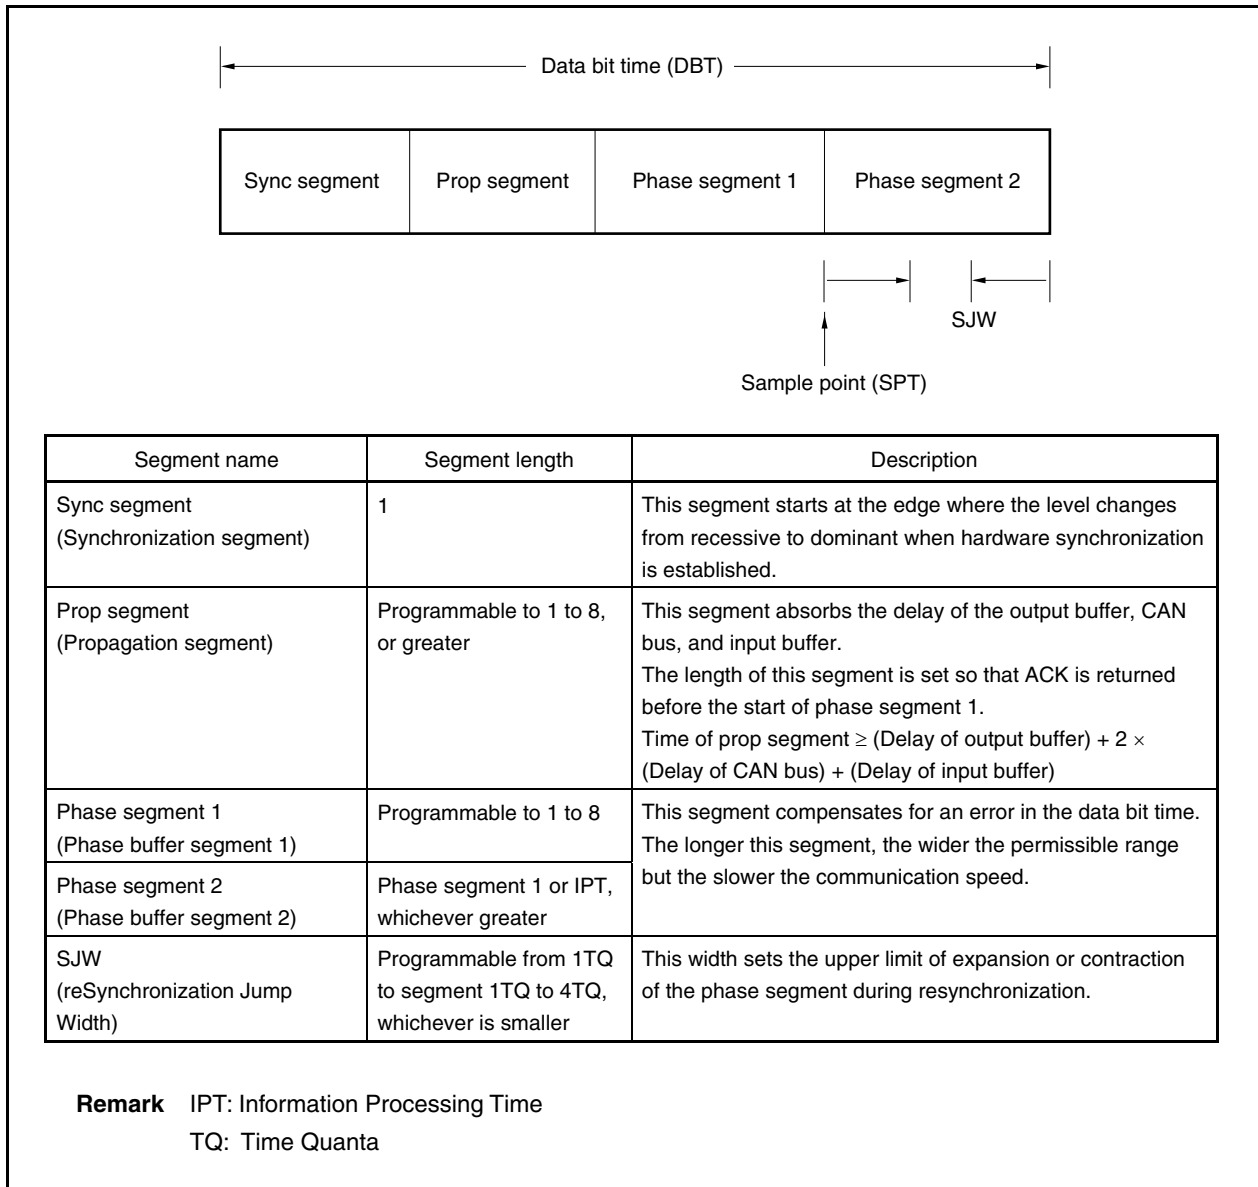 Data bit time (DBT)
Sync segment
Prop segment
Phase segment 1
Phase segment 2
SJW
Sample point (SPT)
Segment name
Segment length
Description
Sync segment
(Synchronization segment)
1
This segment starts at the edge where the level changes
from recessive to dominant when hardware synchronization
is established.
Prop segment
(Propagation segment)
Programmable to 1 to 8,
or greater
This segment absorbs the delay of the output buffer, CAN
bus, and input buffer.
The length of this segment is set so that ACK is returned
before the start of phase segment 1.
Time of prop segment ≥ (Delay of output buffer) + 2 ×
(Delay of CAN bus) + (Delay of input buffer)
Phase segment 1
(Phase buffer segment 1)
Programmable to 1 to 8
This segment compensates for an error in the data bit time.
The longer this segment, the wider the permissible range
but the slower the communication speed.
Phase segment 2
(Phase buffer segment 2)
Phase segment 1 or IPT,
whichever greater
SJW
(reSynchronization Jump
Width)
Programmable from 1TQ
to segment 1TQ to 4TQ,
whichever is smaller
This width sets the upper limit of expansion or contraction
of the phase segment during resynchronization.
Remark IPT: Information Processing Time
TQ: Time Quanta